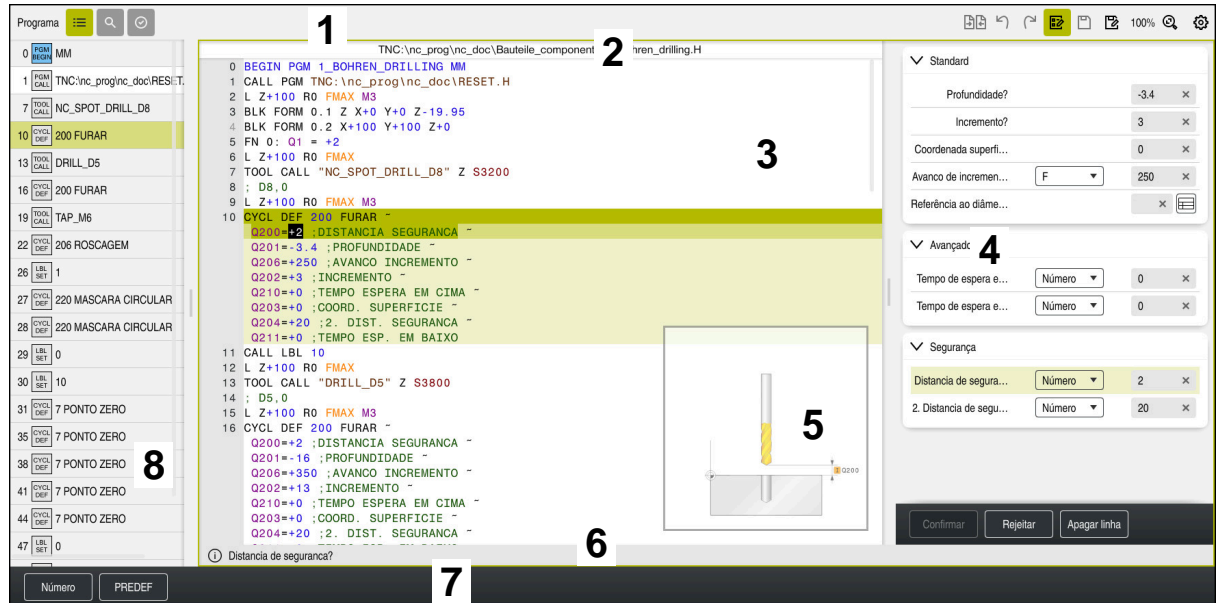 Programa
100%
1
2
0 PGM BEGIN MM
1 PGM CALL TNC:\nc_prog\nc_doc\RESET.
7 TOOL CALL NC_SPOT_DRILL_D8
10 CYCL DEF 200 FURAR
13 TOOL CALL DRILL_D5
16 CYCL DEF 200 FURAR
19 TOOL CALL TAP_M6
22 CYCL DEF 206 ROSCAGEM
26 LBL SET 1
27 CYCL DEF 220 MASCARA CIRCULAR
28 CYCL DEF 220 MASCARA CIRCULAR
29 LBL SET 0
30 LBL SET 10
31 CYCL DEF 7 PONTO ZERO
35 CYCL DEF 7 PONTO ZERO
38 CYCL DEF 7 PONTO ZERO
41 CYCL DEF 7 PONTO ZERO
44 CYCL DEF 7 PONTO ZERO
47 LBL SET 0
8
TNC:\nc_prog\nc_doc\Bauteile_component hren_drilling.H
0 BEGIN PGM 1_BOHREN_DRILLING MM
1 CALL PGM TNC:\nc_prog\nc_doc\RESET.H
2 L Z+100 R0 FMAX M3
3 BLK FORM 0.1 Z X+0 Y+0 Z-19.95
4 BLK FORM 0.2 X+100 Y+100 Z+0
5 FN 0: Q1 = +2
6 L Z+100 R0 FMAX
7 TOOL CALL "NC_SPOT_DRILL_D8" Z S3200
8 ; D8,0
9 L Z+100 R0 FMAX M3
10 CYCL DEF 200 FURAR ~
Q200=+2 ;DISTANCIA SEGURANCA ~
Q201=-3.4 ;PROFUNDIDADE ~
Q206=+250 ;AVANCO INCREMENTO ~
Q202=+3 ;INCREMENTO ~
Q210=+0 ;TEMPO ESPERA EM CIMA ~
Q203=+0 ;COORD. SUPERFICIE ~
Q204=+20 ;2. DIST. SEGURANCA ~
Q211=+0 ;TEMPO ESP. EM BAIXO
11 CALL LBL 10
12 L Z+100 R0 FMAX
13 TOOL CALL "DRILL_D5" Z S3800
14 ; D5,0
15 L Z+100 R0 FMAX M3
16 CYCL DEF 200 FURAR ~
Q200=+2 ;DISTANCIA SEGURANCA ~
Q201=-16 ;PROFUNDIDADE ~
Q206=+350 ;AVANCO INCREMENTO ~
Q202=+13 ;INCREMENTO ~
Q210=+0 ;TEMPO ESPERA EM CIMA ~
Q203=+0 ;COORD. SUPERFICIE ~
Q204=+20 ;2. DIST. SEGURANCA ~
3
5
1 Q200
6
Distancia de seguranca?
Standard
Profundidade? -3.4
Incremento? 3
Coordenada superfi... 0
Avanco de incremen... F 250
Referência ao diâme...
4
Avançado
Tempo de espera e... Número 0
Tempo de espera e... Número 0
Segurança
Distancia de segura... Número 2
2. Distancia de segu... Número 20
Confirmar Rejeitar Apagar linha
Número PREDEF
7